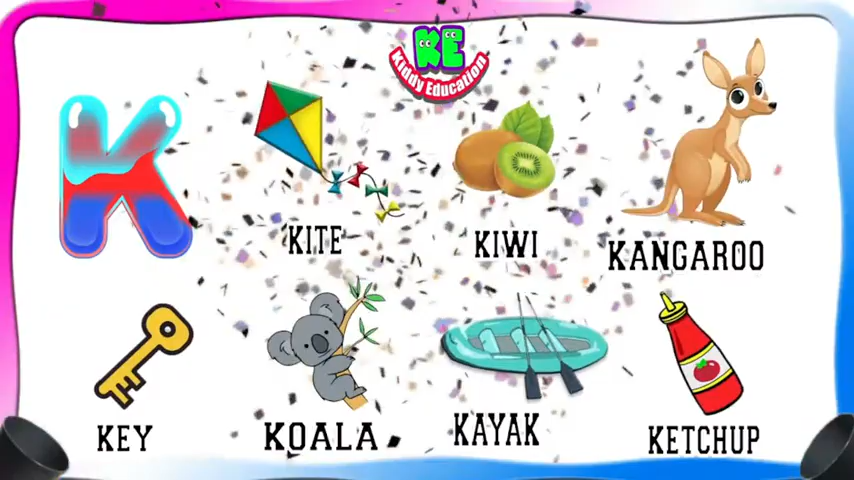 KE
Kiddy Education
K
KITE
KIWI
KANGAROO
KEY
KOALA
KAYAK
KETCHUP